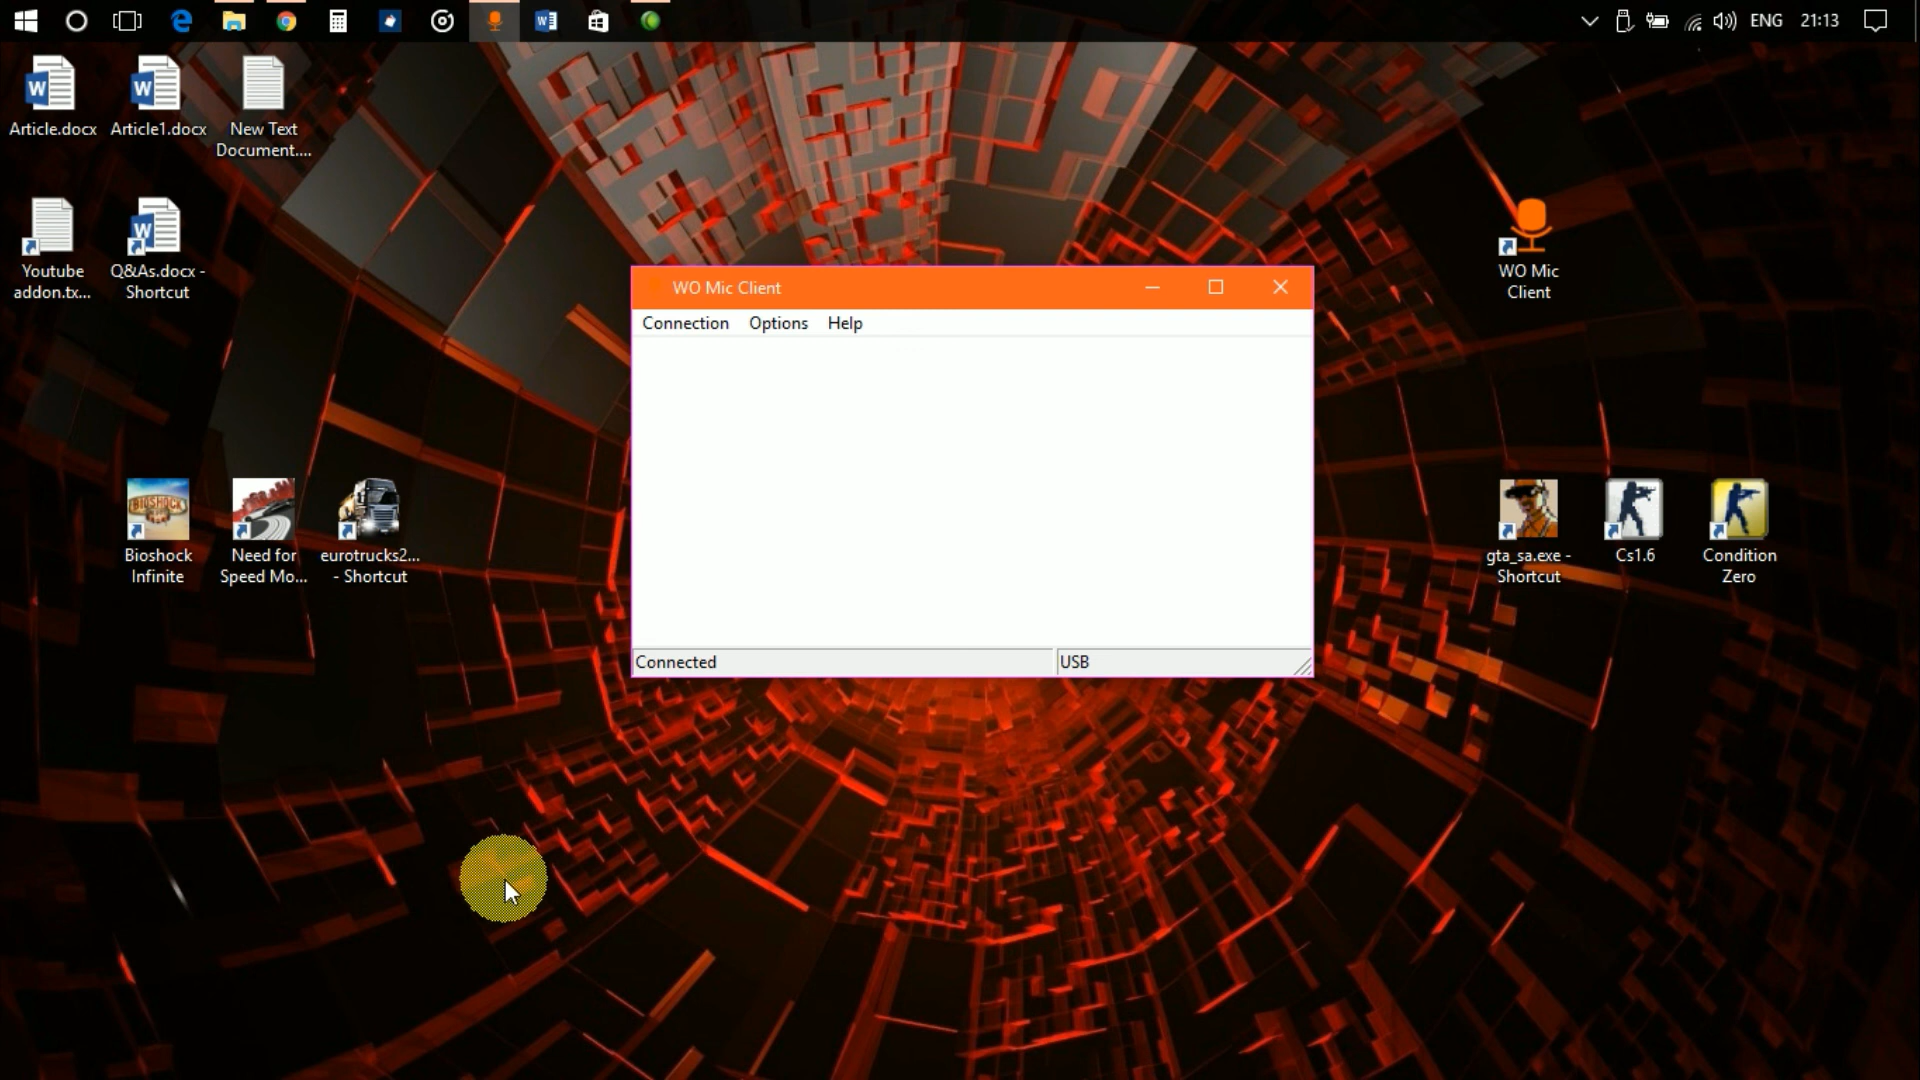 ENG 21:13
Article.docx
Article1.docx
New Text
Document....
Youtube
addon.tx...
Q&As.docx -
Shortcut
WO Mic
Client
WO Mic Client
Connection Options Help
Connected USB
BIOSHOCK
Bioshock
Infinite
Need for
Speed Mo...
eurotrucks2...
- Shortcut
gta_sa.exe -
Shortcut
Cs1.6
Condition
Zero